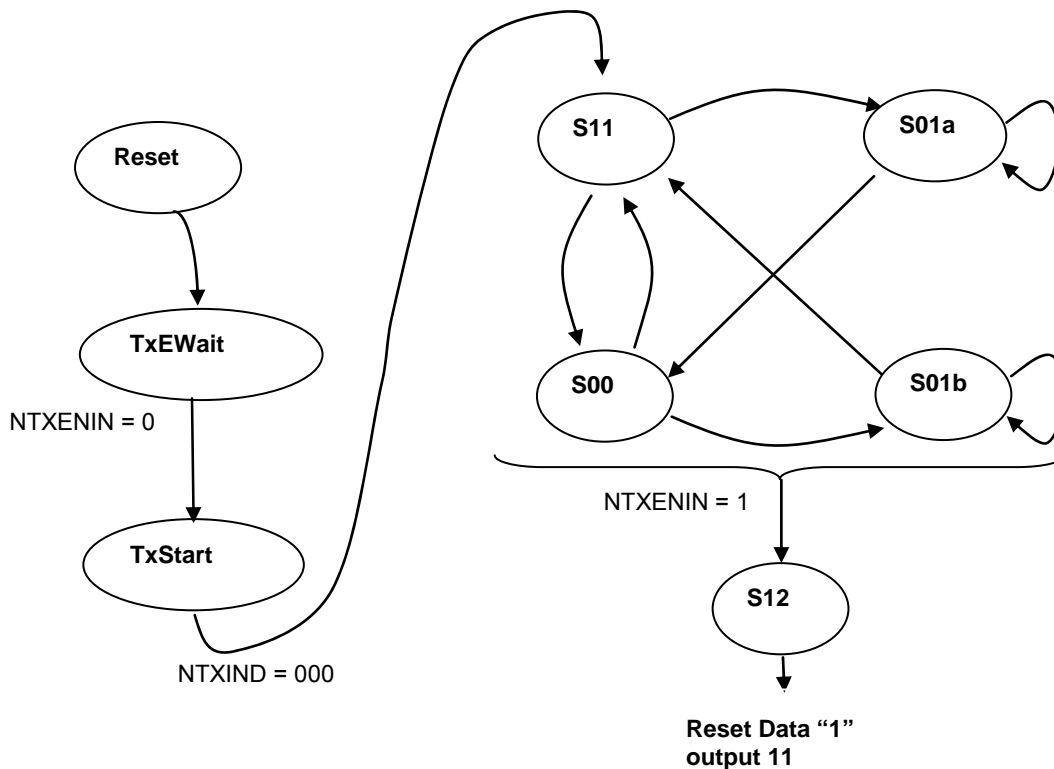 Reset
TxEWait
NTXENIN = 0
TxStart
NTXIND = 000
S11
S01a
S00
S01b
NTXENIN = 1
S12
Reset Data “1”
output 11